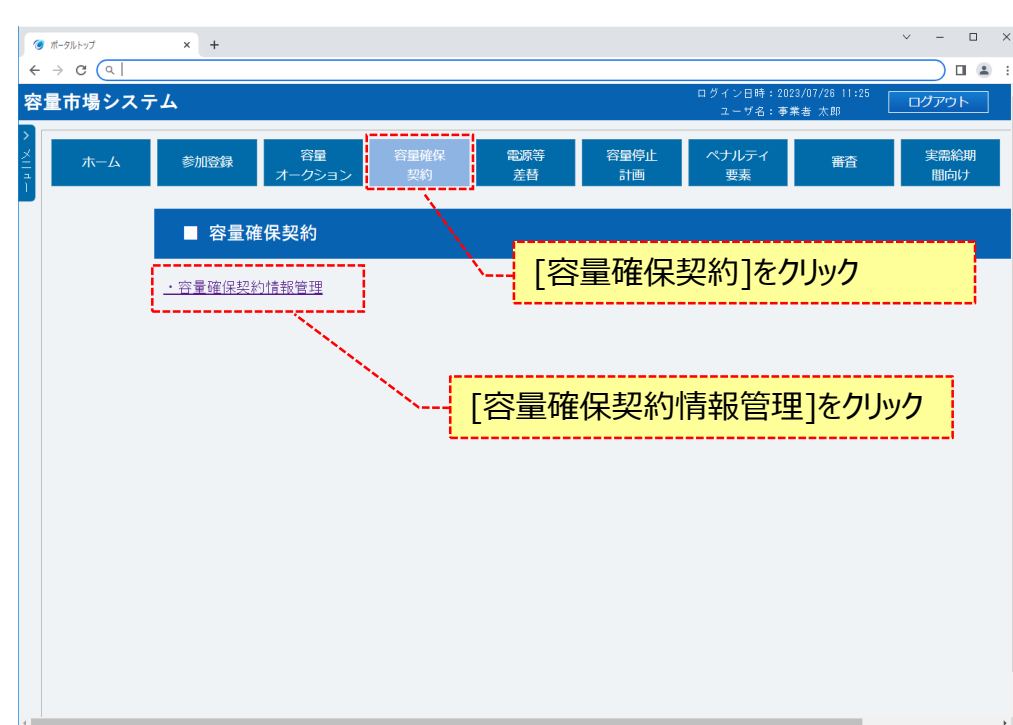 ポータルトップ
容量市場システム
ログイン日時：2023/07/26 11:25
ユーザ名：事業者 太郎
ログアウト
＞メニュー
ホーム
参加登録
容量
オークション
容量確保
契約
電源等
差替
容量停止
計画
ペナルティ
要素
審査
実需給期
間向け
■ 容量確保契約
[容量確保契約]をクリック
・容量確保契約情報管理
[容量確保契約情報管理]をクリック